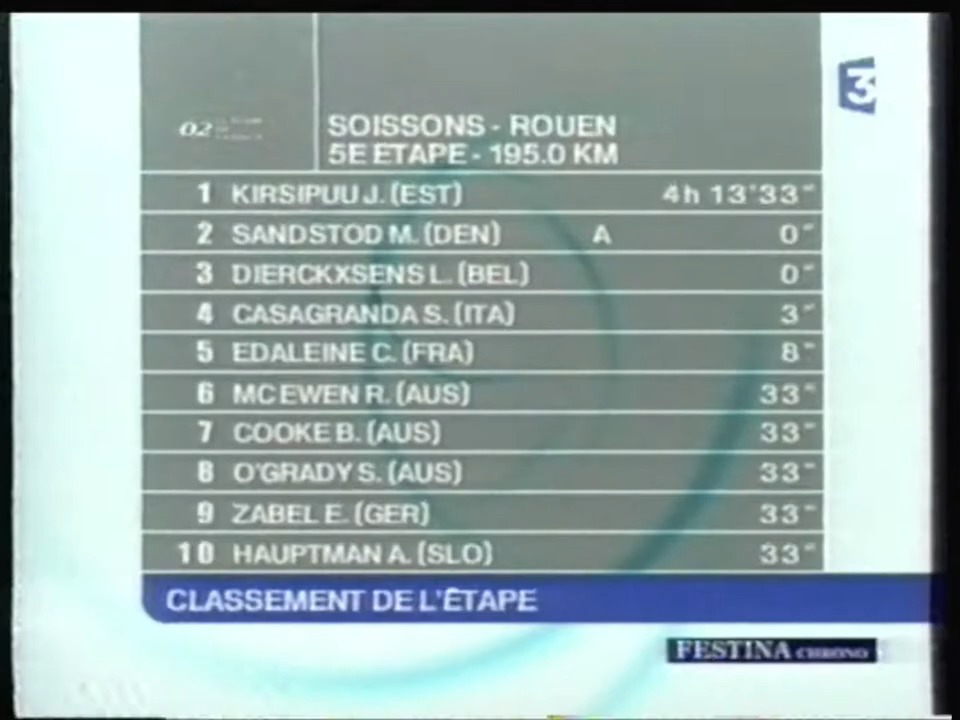 3
02
SOISSONS - ROUEN
5E ETAPE - 195.0 KM
1 KIRSIPUU J. (EST) 4h 13'33"
2 SANDSTOD M. (DEN) A 0"
3 DIERCKXSENS L. (BEL) 0"
4 CASAGRANDA S. (ITA) 3"
5 EDALEINE C. (FRA) 8"
6 MC EWEN R. (AUS) 33"
7 COOKE B. (AUS) 33"
8 O'GRADY S. (AUS) 33"
9 ZABEL E. (GER) 33"
10 HAUPTMAN A. (SLO) 33"
CLASSEMENT DE L'ÉTAPE
FESTINA CHRONO